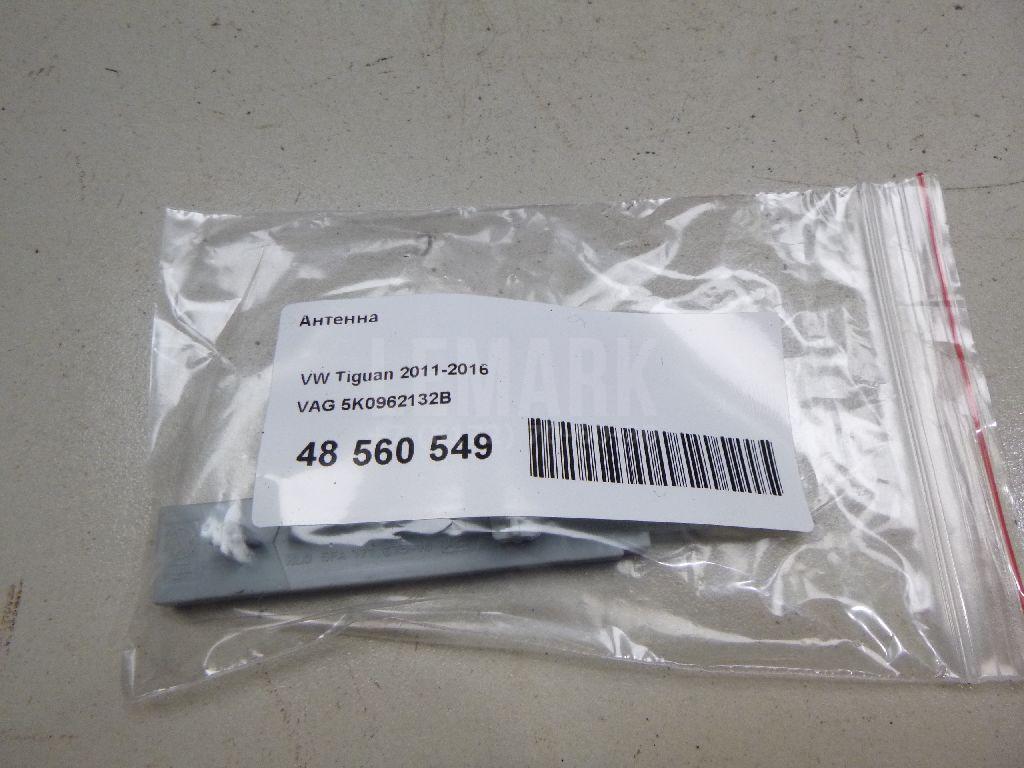 Антенна
LEMARK
VW Tiguan 2011-2016
VAG 5K0962132B
48 560 549